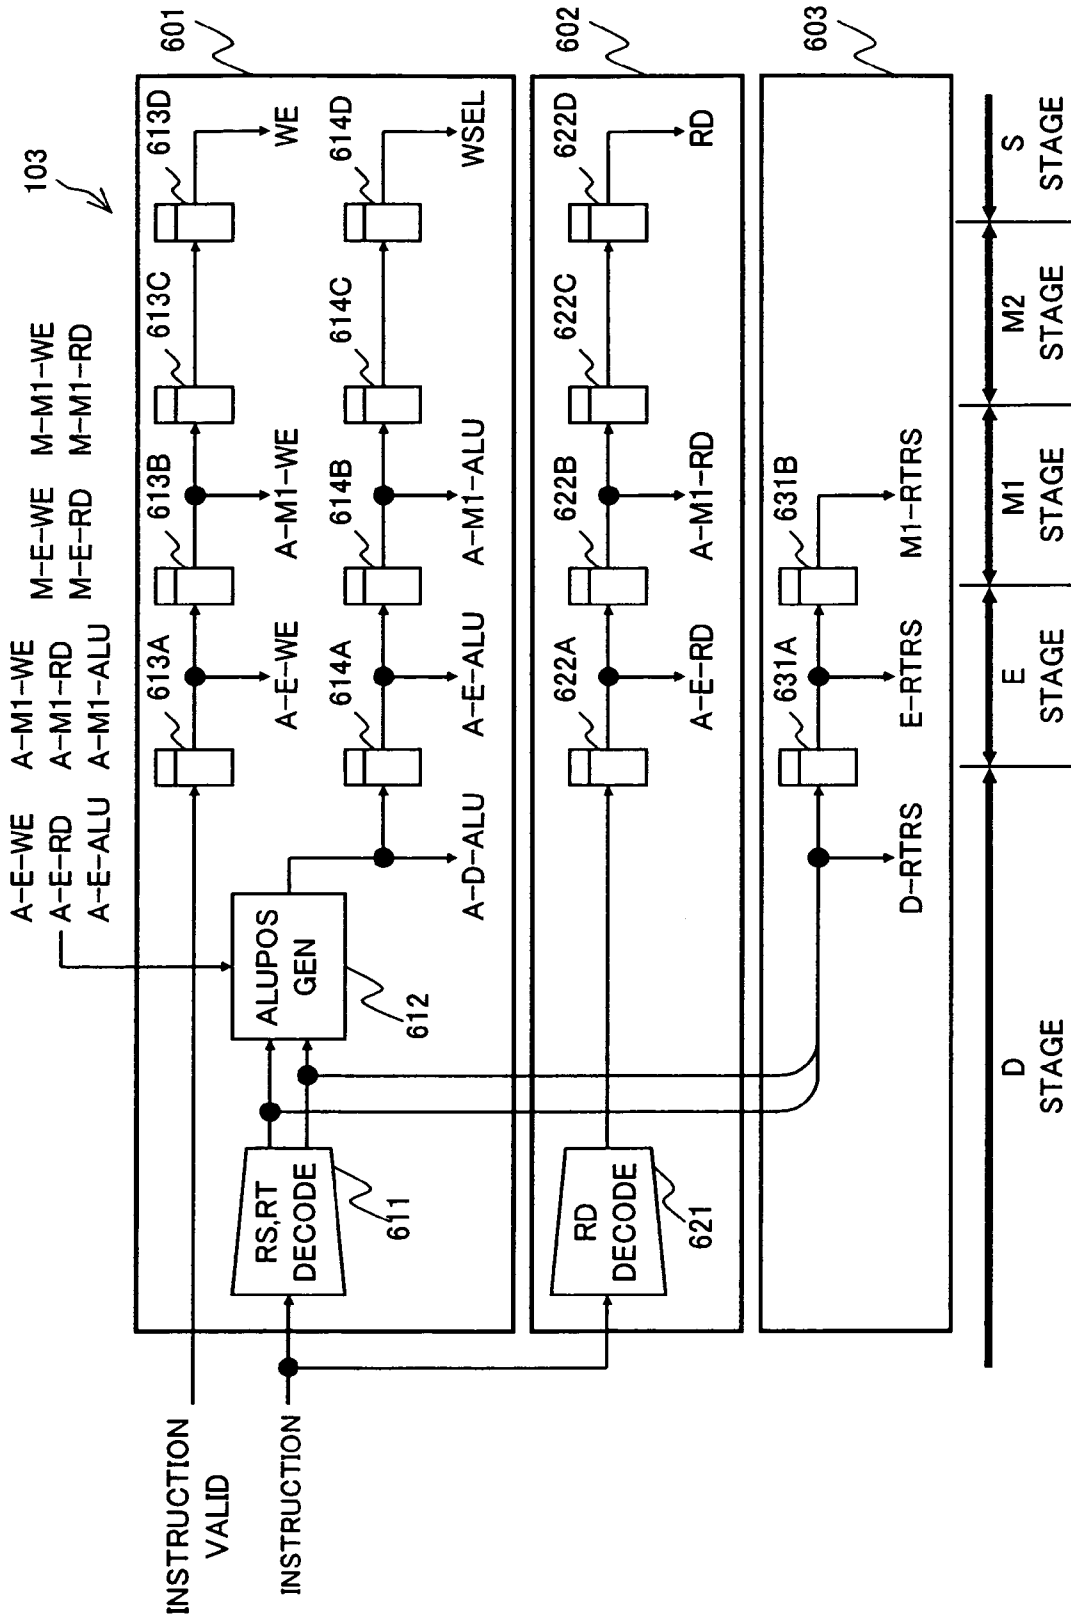 103
A-E-WE A-M1-WE
A-E-RD A-M1-RD
A-E-ALU A-M1-ALU
M-E-WE M-M1-WE
M-E-RD M-M1-RD
601
INSTRUCTION
VALID
613A
613B
613C
613D
A-E-WE
A-M1-WE
WE
INSTRUCTION
RS,RT
DECODE
611
ALUPOS
GEN
612
614A
614B
614C
614D
A-D-ALU
A-E-ALU
A-M1-ALU
WSEL
602
RD
DECODE
621
622A
622B
622C
622D
A-E-RD
A-M1-RD
RD
603
631A
631B
D-RTRS
E-RTRS
M1-RTRS
D
STAGE
E
STAGE
M1
STAGE
M2
STAGE
S
STAGE